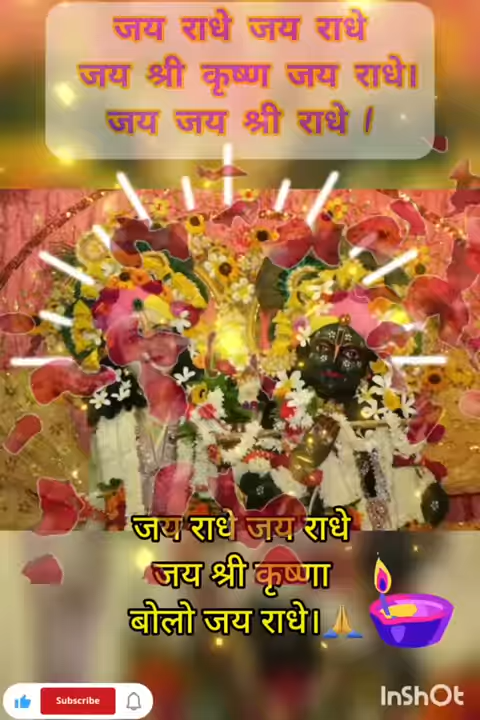 जय राधे जय राधे
जय श्री कृष्ण जय राधे।
जय जय श्री राधे !
जय राधे जय राधे
जय श्री कृष्णा
बोलो जय राधे।🙏
Subscribe
InShOt